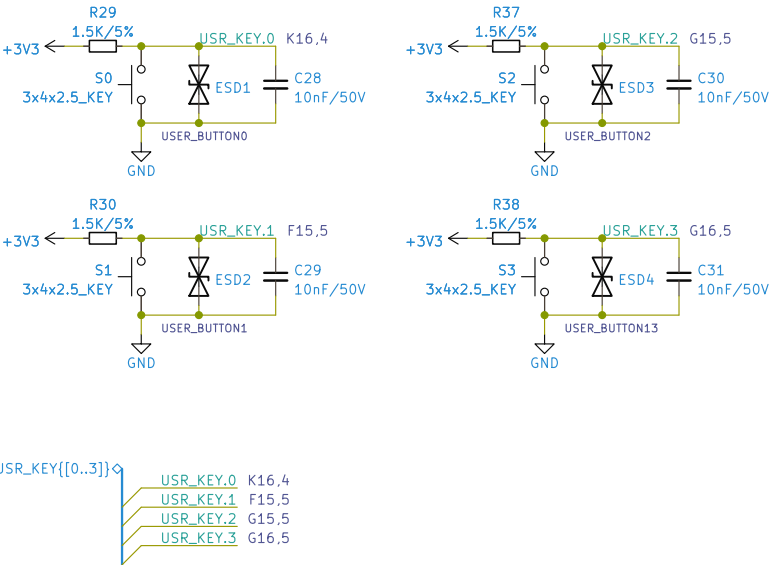 R29
1.5K/5%
+3V3
USR_KEY.0 K16,4
S0
3x4x2.5_KEY
ESD1
C28
10nF/50V
USER_BUTTON0
GND
R37
1.5K/5%
+3V3
USR_KEY.2 G15,5
S2
3x4x2.5_KEY
ESD3
C30
10nF/50V
USER_BUTTON2
GND
R30
1.5K/5%
+3V3
USR_KEY.1 F15,5
S1
3x4x2.5_KEY
ESD2
C29
10nF/50V
USER_BUTTON1
GND
R38
1.5K/5%
+3V3
USR_KEY.3 G16,5
S3
3x4x2.5_KEY
ESD4
C31
10nF/50V
USER_BUTTON13
GND
USR_KEY{[0..3]}
USR_KEY.0 K16,4
USR_KEY.1 F15,5
USR_KEY.2 G15,5
USR_KEY.3 G16,5